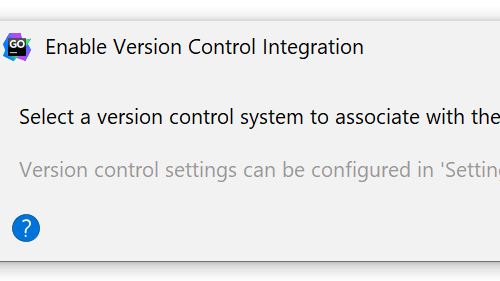 GO
Enable Version Control Integration
Select a version control system to associate with the
Version control settings can be configured in 'Settin
?